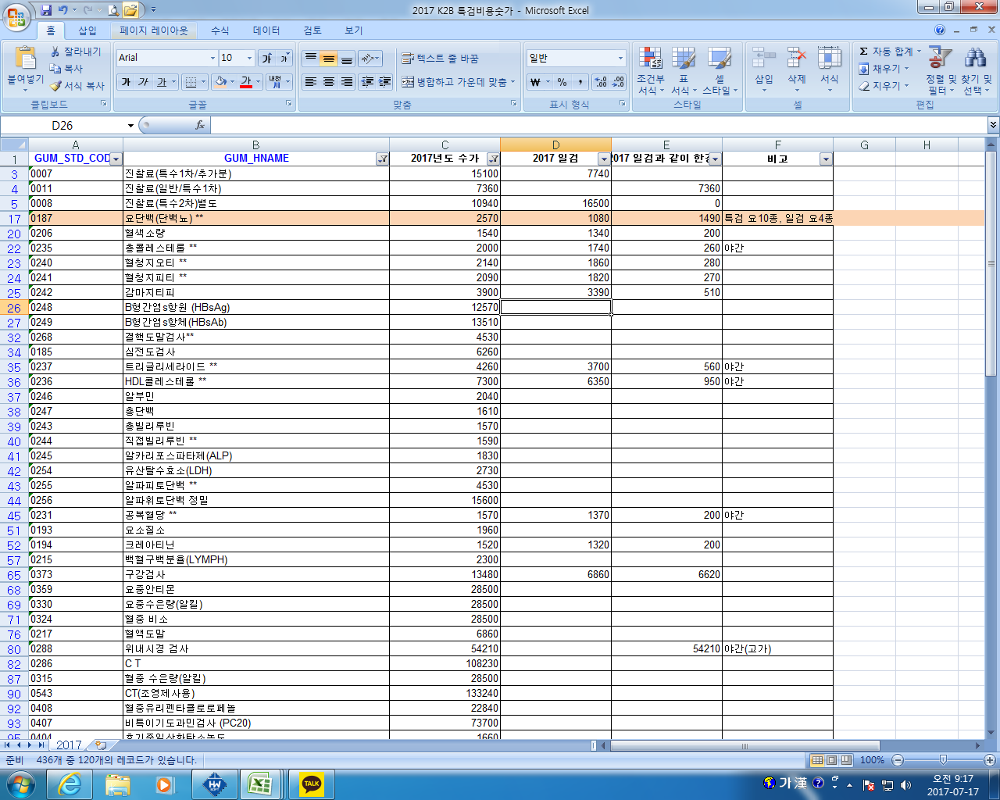 2017 K2B 특검비용숫가 - Microsoft Excel
홈 삽입 페이지 레이아웃 수식 데이터 검토 보기
붙여넣기 잘라내기 복사 서식 복사 클립보드
Arial 10 가 가 가 가 가 가 내천 글꼴
텍스트 줄 바꿈 병합하고 가운데 맞춤 맞춤
일반 ₩ % , 표시 형식
조건부 서식 표 서식 셀 스타일 스타일
삽입 삭제 서식 셀
Σ 자동 합계 채우기 지우기 정렬 및 필터 찾기 및 선택 편집
D26 fx
A B C D E F G H
1 GUM_STD_COD GUM_HNAME 2017년도 수가 2017 일검 2017 일검과 같이 한 비고
3 0007 진찰료(특수1차/추가분) 15100 7740
4 0011 진찰료(일반/특수1차) 7360 7360
5 0008 진찰료(특수2차)별도 10940 16500 0
17 0187 요단백(단백뇨) ** 2570 1080 1490 특검 요10종, 일검 요4종
20 0206 혈색소량 1540 1340 200
22 0235 총콜레스테롤 ** 2000 1740 260 야간
23 0240 혈청지오티 ** 2140 1860 280
24 0241 혈청지피티 ** 2090 1820 270
25 0242 감마지티피 3900 3390 510
26 0248 B형간염s항원 (HBsAg) 12570
27 0249 B형간염s항체(HBsAb) 13510
32 0268 결핵도말검사** 4530
34 0185 심전도검사 6260
35 0237 트리글리세라이드 ** 4260 3700 560 야간
36 0236 HDL콜레스테롤 ** 7300 6350 950 야간
37 0246 알부민 2040
38 0247 총단백 1610
39 0243 총빌리루빈 1570
40 0244 직접빌리루빈 ** 1590
41 0245 알카리포스파타제(ALP) 1830
42 0254 유산탈수효소(LDH) 2730
43 0255 알파피토단백 ** 4530
44 0256 알파휘토단백 정밀 15600
45 0231 공복혈당 ** 1570 1370 200 야간
51 0193 요소질소 1960
52 0194 크레아티닌 1520 1320 200
57 0215 백혈구백분율(LYMPH) 2300
65 0373 구강검사 13480 6860 6620
68 0359 요중안티몬 28500
69 0330 요중수은량(알킬) 28500
71 0324 혈중 비소 28500
76 0217 혈액도말 6860
80 0288 위내시경 검사 54210 54210 야간(고가)
82 0286 C T 108230
87 0315 혈중 수은량(알킬) 28500
90 0543 CT(조영제사용) 133240
92 0408 혈중유리펜타클로로페놀 22840
93 0407 비특이기도과민검사 (PC20) 73700
95 0404 호기중일산화탄소농도 1660
2017
준비 436개 중 120개의 레코드가 있습니다. 100%
HW SOFT TALK 가 漢 오전 9:17
2017-07-17